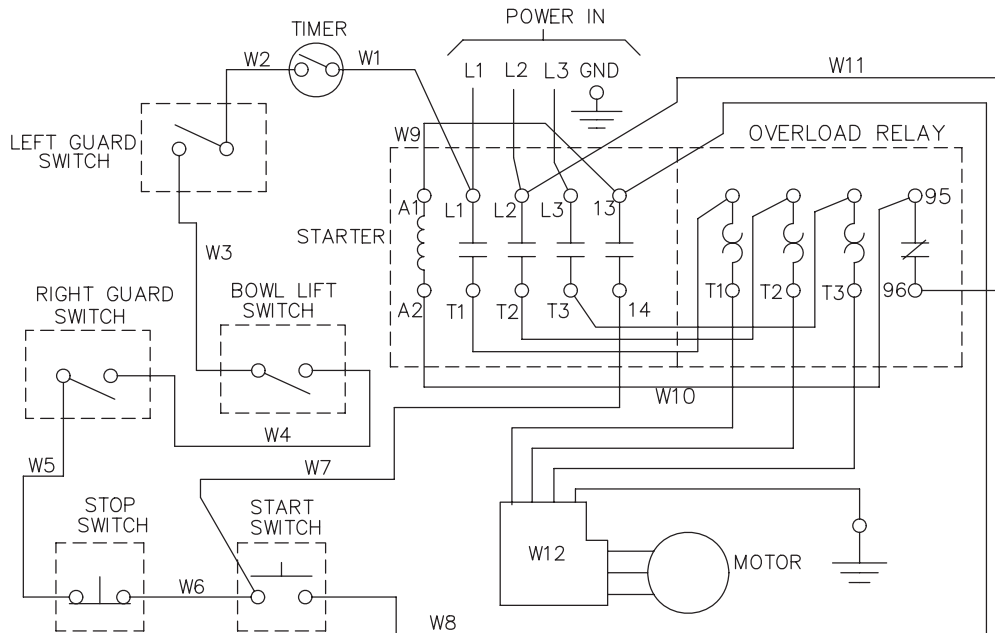 POWER IN
TIMER
W2
W1
L1
L2
L3
GND
W11
LEFT GUARD
SWITCH
W9
OVERLOAD RELAY
A1
L1
L2
L3
13
95
STARTER
W3
A2
T1
T2
T3
14
T1
T2
T3
96
RIGHT GUARD
SWITCH
BOWL LIFT
SWITCH
W10
W4
W5
W7
STOP
SWITCH
START
SWITCH
W12
MOTOR
W6
W8